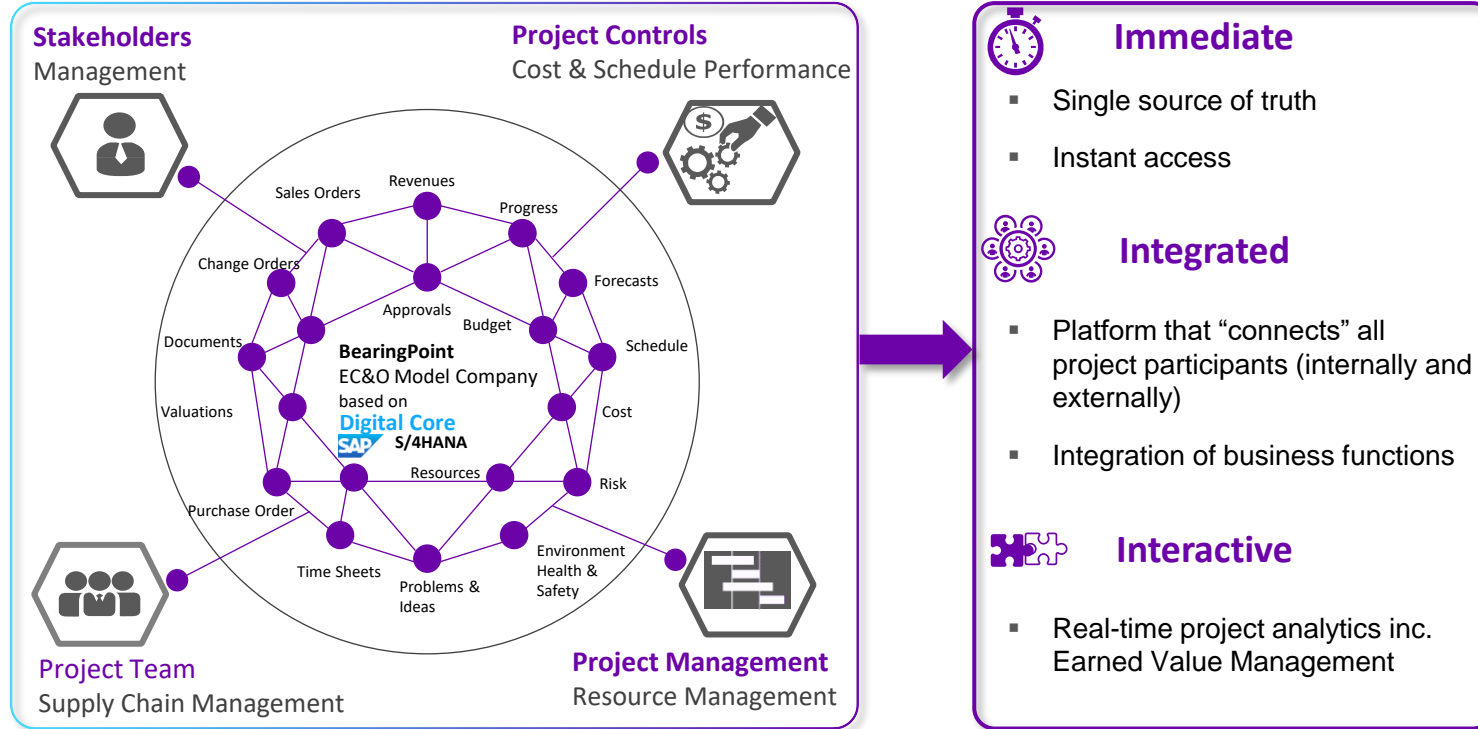 Stakeholders
Management
Project Controls
Cost & Schedule Performance
$
Revenues
Sales Orders
Progress
Change Orders
Forecasts
Approvals
Budget
Documents
Schedule
BearingPoint
EC&O Model Company
based on
Digital Core
SAP S/4HANA
Valuations
Cost
Resources
Risk
Purchase Order
Time Sheets
Problems &
Ideas
Environment
Health &
Safety
Project Team
Supply Chain Management
Project Management
Resource Management
Immediate
▪ Single source of truth
▪ Instant access
Integrated
▪ Platform that “connects” all
project participants (internally and
externally)
▪ Integration of business functions
Interactive
▪ Real-time project analytics inc.
Earned Value Management